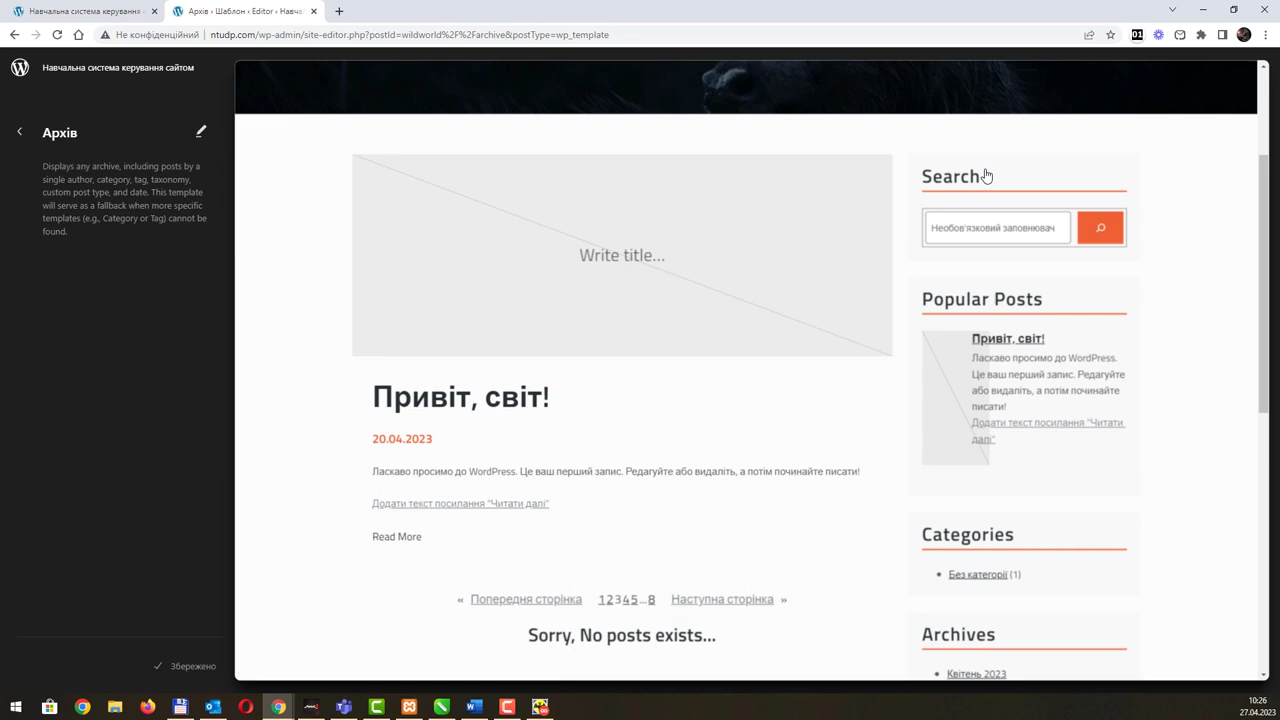 Навчальна система керування с
Архів ‹ Шаблон ‹ Editor ‹ Навча
Не конфіденційний
ntudp.com/wp-admin/site-editor.php?postId=wildworld%2F%2Farchive&postType=wp_template
01
Навчальна система керування сайтом
Архів
Displays any archive, including posts by a
single author, category, tag, taxonomy,
custom post type, and date. This template
will serve as a fallback when more specific
templates (e.g., Category or Tag) cannot be
found.
Збережено
Write title...
Привіт, світ!
20.04.2023
Ласкаво просимо до WordPress. Це ваш перший запис. Редагуйте або видаліть, а потім починайте писати!
Додати текст посилання "Читати далі"
Read More
« Попередня сторінка 1 2 3 4 5 ... 8 Наступна сторінка »
Sorry, No posts exists...
Search
Необов'язковий заповнювач
Popular Posts
Привіт, світ!
Ласкаво просимо до WordPress.
Це ваш перший запис. Редагуйте
або видаліть, а потім починайте
писати!
Додати текст посилання "Читати
далі"
Categories
Без категорії (1)
Archives
Квітень 2023
10:26
27.04.2023